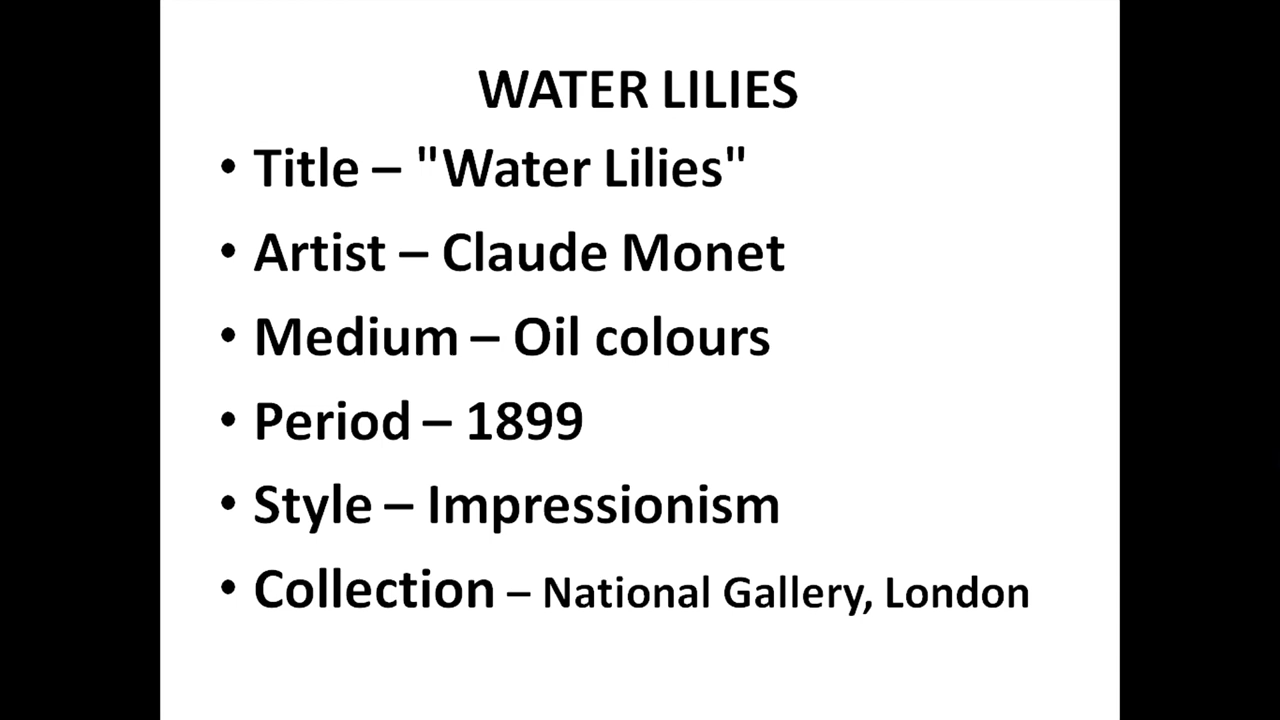 WATER LILIES
• Title – "Water Lilies"
• Artist – Claude Monet
• Medium – Oil colours
• Period – 1899
• Style – Impressionism
• Collection – National Gallery, London